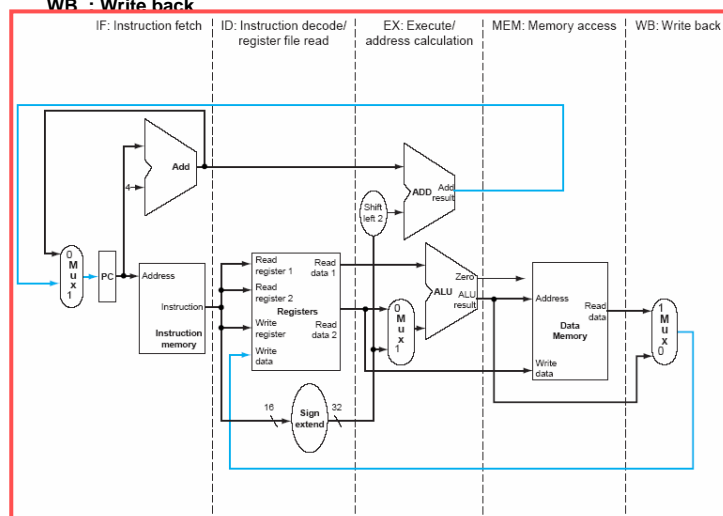 WB : Write back
IF: Instruction fetch
ID: Instruction decode/
register file read
EX: Execute/
address calculation
MEM: Memory access
WB: Write back
Add
4
ADD
Add
result
Shift
left 2
0
M
u
x
1
PC
Address
Instruction
Instruction
memory
Read
register 1
Read
register 2
Write
register
Write
data
Registers
Read
data 1
Read
data 2
0
M
u
x
1
Zero
ALU
ALU
result
Address
Read
data
Data
Memory
Write
data
1
M
u
x
0
16
Sign
extend
32